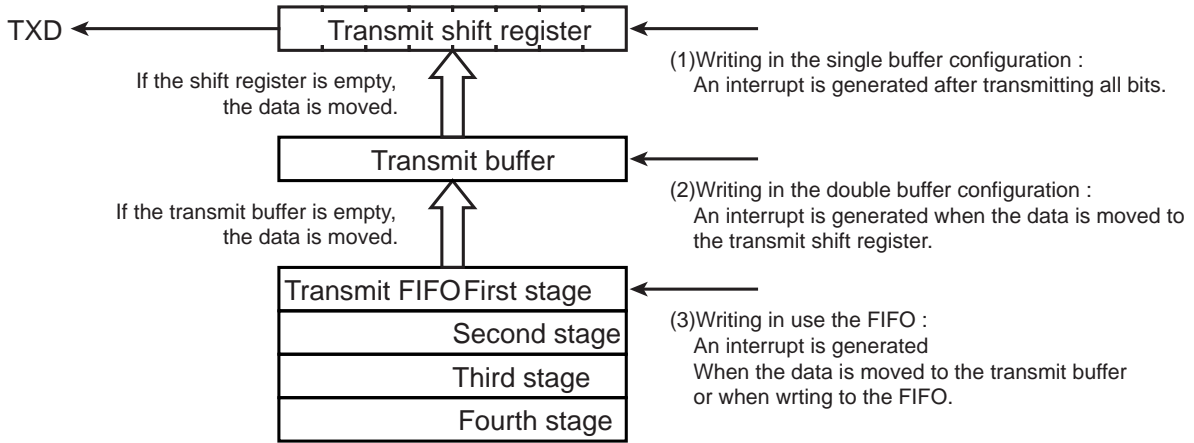 TXD
Transmit shift register
(1)Writing in the single buffer configuration :
An interrupt is generated after transmitting all bits.
If the shift register is empty,
the data is moved.
Transmit buffer
(2)Writing in the double buffer configuration :
An interrupt is generated when the data is moved to
the transmit shift register.
If the transmit buffer is empty,
the data is moved.
Transmit FIFO First stage
Second stage
Third stage
Fourth stage
(3)Writing in use the FIFO :
An interrupt is generated
When the data is moved to the transmit buffer
or when wrting to the FIFO.